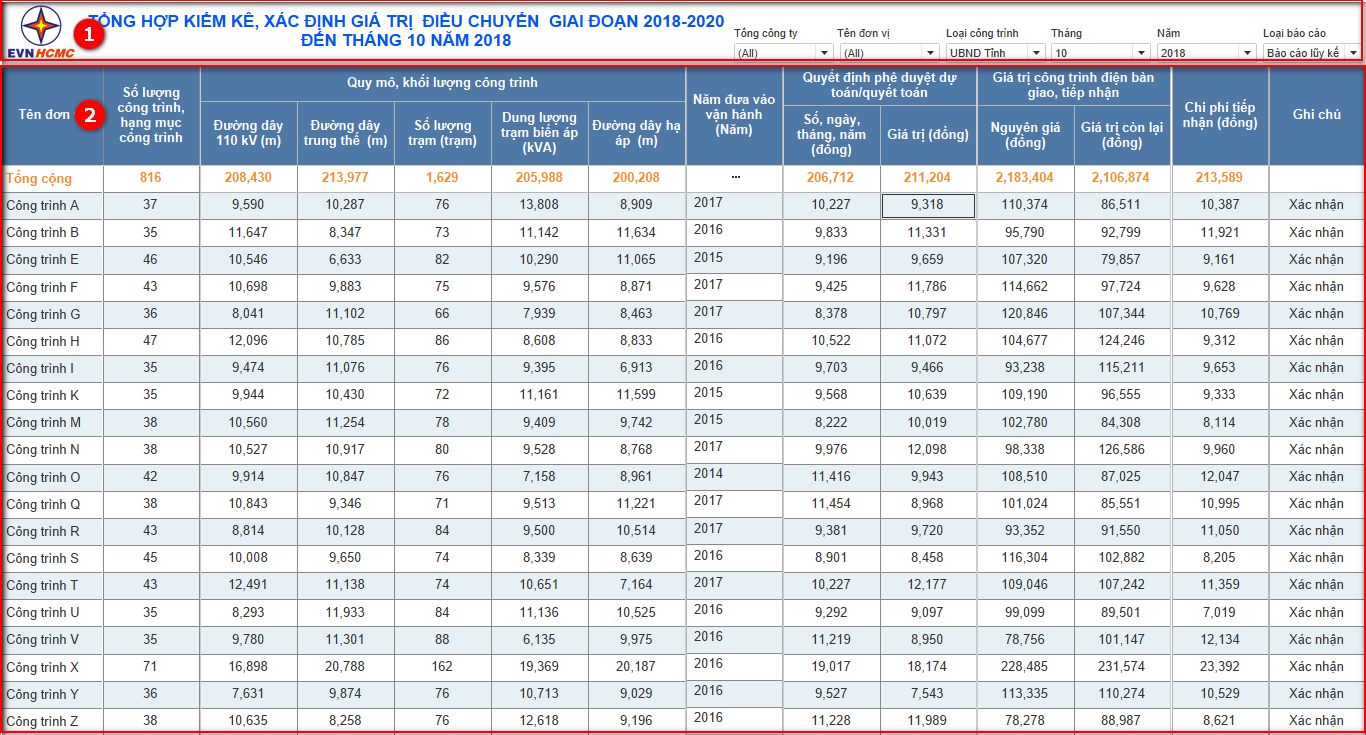 TỔNG HỢP KIỂM KÊ, XÁC ĐỊNH GIÁ TRỊ ĐIỀU CHUYỂN GIAI ĐOẠN 2018-2020
ĐẾN THÁNG 10 NĂM 2018
EVNHCMC
1
Tổng công ty Tên đơn vị Loại công trình Tháng Năm Loại báo cáo
(All) (All) UBND Tỉnh 10 2018 Báo cáo lũy kế
2
Tên đơn
Số lượng
công trình,
hạng mục
công trình
Quy mô, khối lượng công trình
Đường dây
110 kV (m)
Đường dây
trung thế (m)
Số lượng
trạm (trạm)
Dung lượng
trạm biến áp
(kVA)
Đường dây hạ
áp (m)
Năm đưa vào
vận hành
(Năm)
Quyết định phê duyệt dự
toán/quyết toán
Số, ngày,
tháng, năm
(đồng)
Giá trị (đồng)
Giá trị công trình điện bàn
giao, tiếp nhận
Nguyên giá
(đồng)
Giá trị còn lại
(đồng)
Chi phí tiếp
nhận (đồng)
Ghi chú
Tổng cộng 816 208,430 213,977 1,629 205,988 200,208 ... 206,712 211,204 2,183,404 2,106,874 213,589
Công trình A 37 9,590 10,287 76 13,808 8,909 2017 10,227 9,318 110,374 86,511 10,387 Xác nhận
Công trình B 35 11,647 8,347 73 11,142 11,634 2016 9,833 11,331 95,790 92,799 11,921 Xác nhận
Công trình E 46 10,546 6,633 82 10,290 11,065 2015 9,196 9,659 107,320 79,857 9,161 Xác nhận
Công trình F 43 10,698 9,883 75 9,576 8,871 2017 9,425 11,786 114,662 97,724 9,628 Xác nhận
Công trình G 36 8,041 11,102 66 7,939 8,463 2017 8,378 10,797 120,846 107,344 10,769 Xác nhận
Công trình H 47 12,096 10,785 86 8,608 8,833 2016 10,522 11,072 104,677 124,246 9,312 Xác nhận
Công trình I 35 9,474 11,076 76 9,395 6,913 2016 9,703 9,466 93,238 115,211 9,653 Xác nhận
Công trình K 35 9,944 10,430 72 11,161 11,599 2015 9,568 10,639 109,190 96,555 9,333 Xác nhận
Công trình M 38 10,560 11,254 78 9,409 9,742 2015 8,222 10,019 102,780 84,308 8,114 Xác nhận
Công trình N 38 10,527 10,917 80 9,528 8,768 2017 9,976 12,098 98,338 126,586 9,960 Xác nhận
Công trình O 42 9,914 10,847 76 7,158 8,961 2014 11,416 9,943 108,510 87,025 12,047 Xác nhận
Công trình Q 38 10,843 9,346 71 9,513 11,221 2017 11,454 8,968 101,024 85,551 10,995 Xác nhận
Công trình R 43 8,814 10,128 84 9,500 10,514 2017 9,381 9,720 93,352 91,550 11,050 Xác nhận
Công trình S 45 10,008 9,650 74 8,339 8,639 2016 8,901 8,458 116,304 102,882 8,205 Xác nhận
Công trình T 43 12,491 11,138 74 10,651 7,164 2017 10,227 12,177 109,046 107,242 11,359 Xác nhận
Công trình U 35 8,293 11,933 84 11,136 10,525 2016 9,292 9,097 99,099 89,501 7,019 Xác nhận
Công trình V 35 9,780 11,301 88 6,135 9,975 2016 11,219 8,950 78,756 101,147 12,134 Xác nhận
Công trình X 71 16,898 20,788 162 19,369 20,187 2016 19,017 18,174 228,485 231,574 23,392 Xác nhận
Công trình Y 36 7,631 9,874 76 10,713 9,029 2016 9,527 7,543 113,335 110,274 10,529 Xác nhận
Công trình Z 38 10,635 8,258 76 12,618 9,196 2016 11,228 11,989 78,278 88,987 8,621 Xác nhận